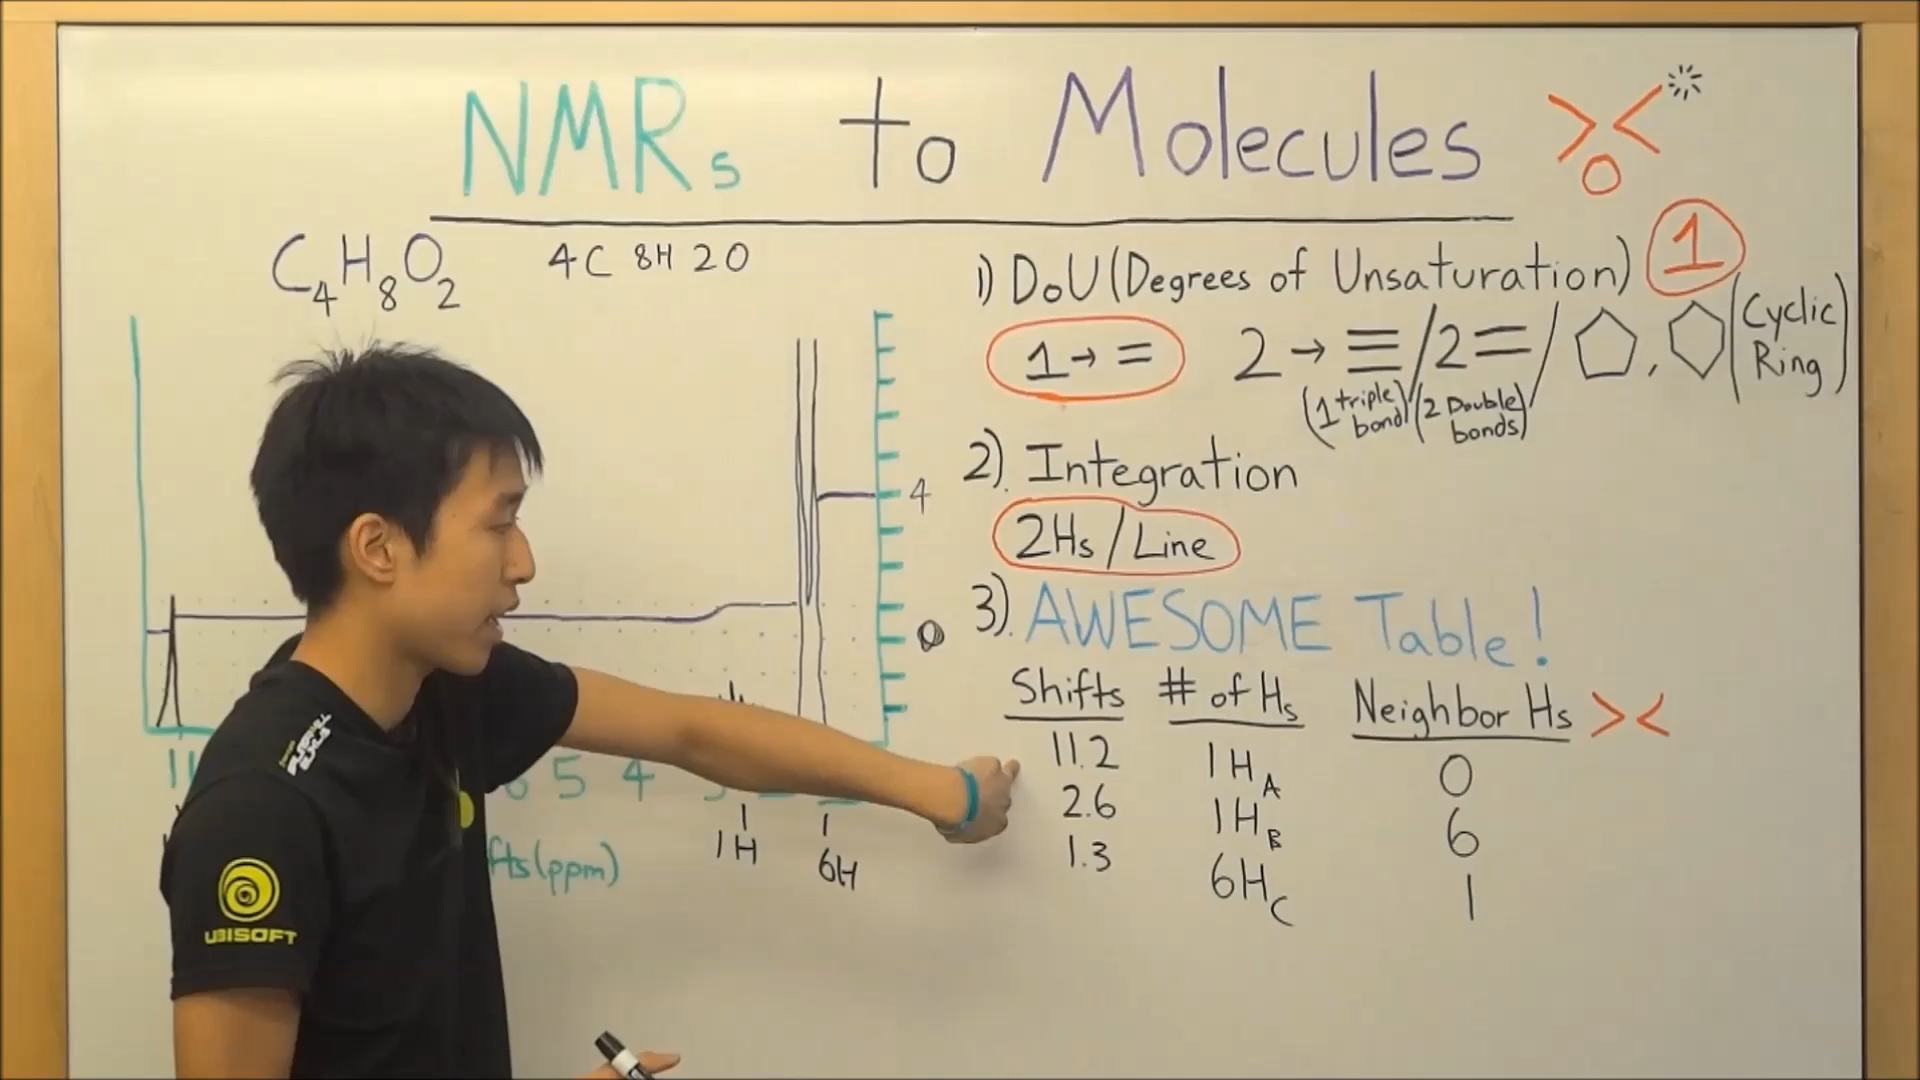 NMRs to Molecules
C4H8O2 4C 8H 2O
1) DoU (Degrees of Unsaturation) 1
1 → = 2 → ≡ / 2 = / , (Cyclic Ring)
(1 triple bond) (2 Double bonds)
2). Integration
2Hs / Line
3). AWESOME Table!
Shifts # of Hs Neighbor Hs
11.2 1HA 0
2.6 1HB 6
1.3 6HC 1
4
0
5 4
(ppm)
1H
6H
UBISOFT